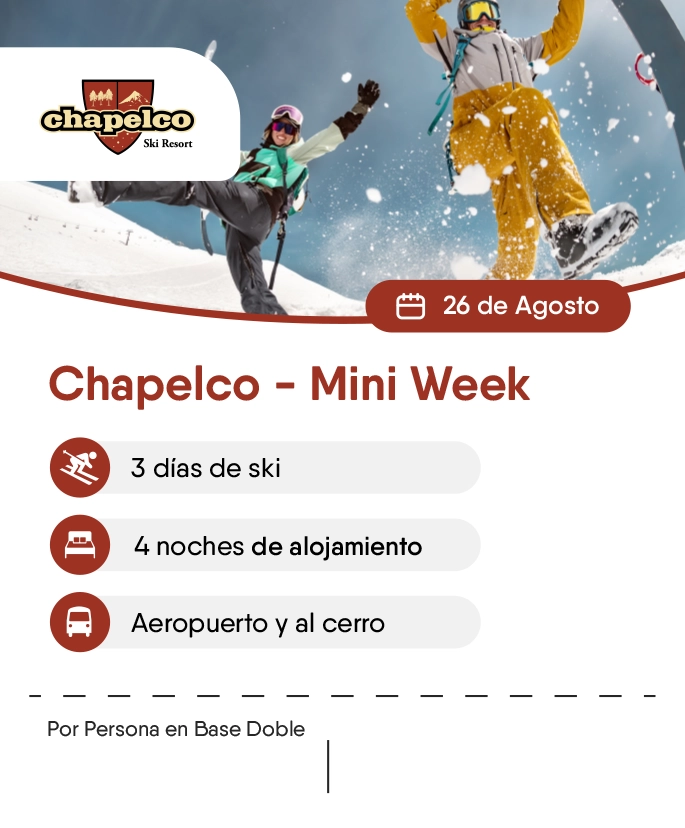 chapelco
Ski Resort
26 de Agosto
Chapelco - Mini Week
3 días de ski
4 noches de alojamiento
Aeropuerto y al cerro
Por Persona en Base Doble